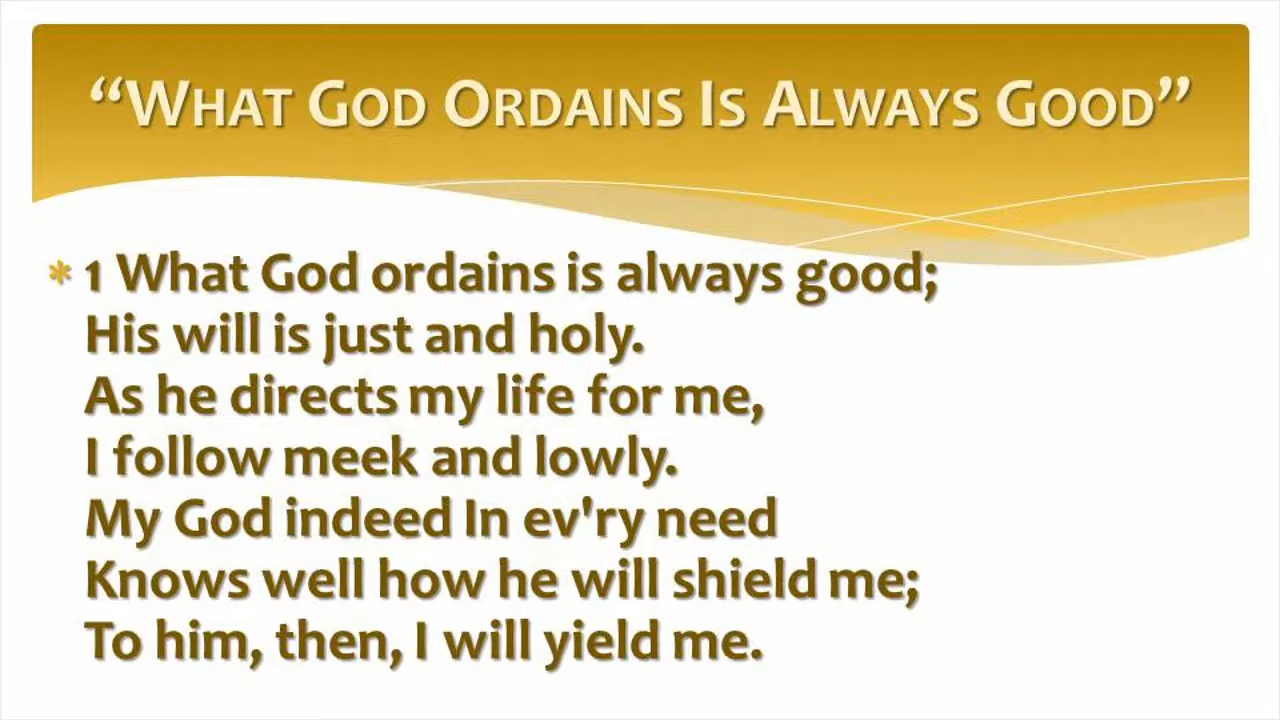 “What God Ordains Is Always Good”
* 1 What God ordains is always good;
His will is just and holy.
As he directs my life for me,
I follow meek and lowly.
My God indeed In ev'ry need
Knows well how he will shield me;
To him, then, I will yield me.